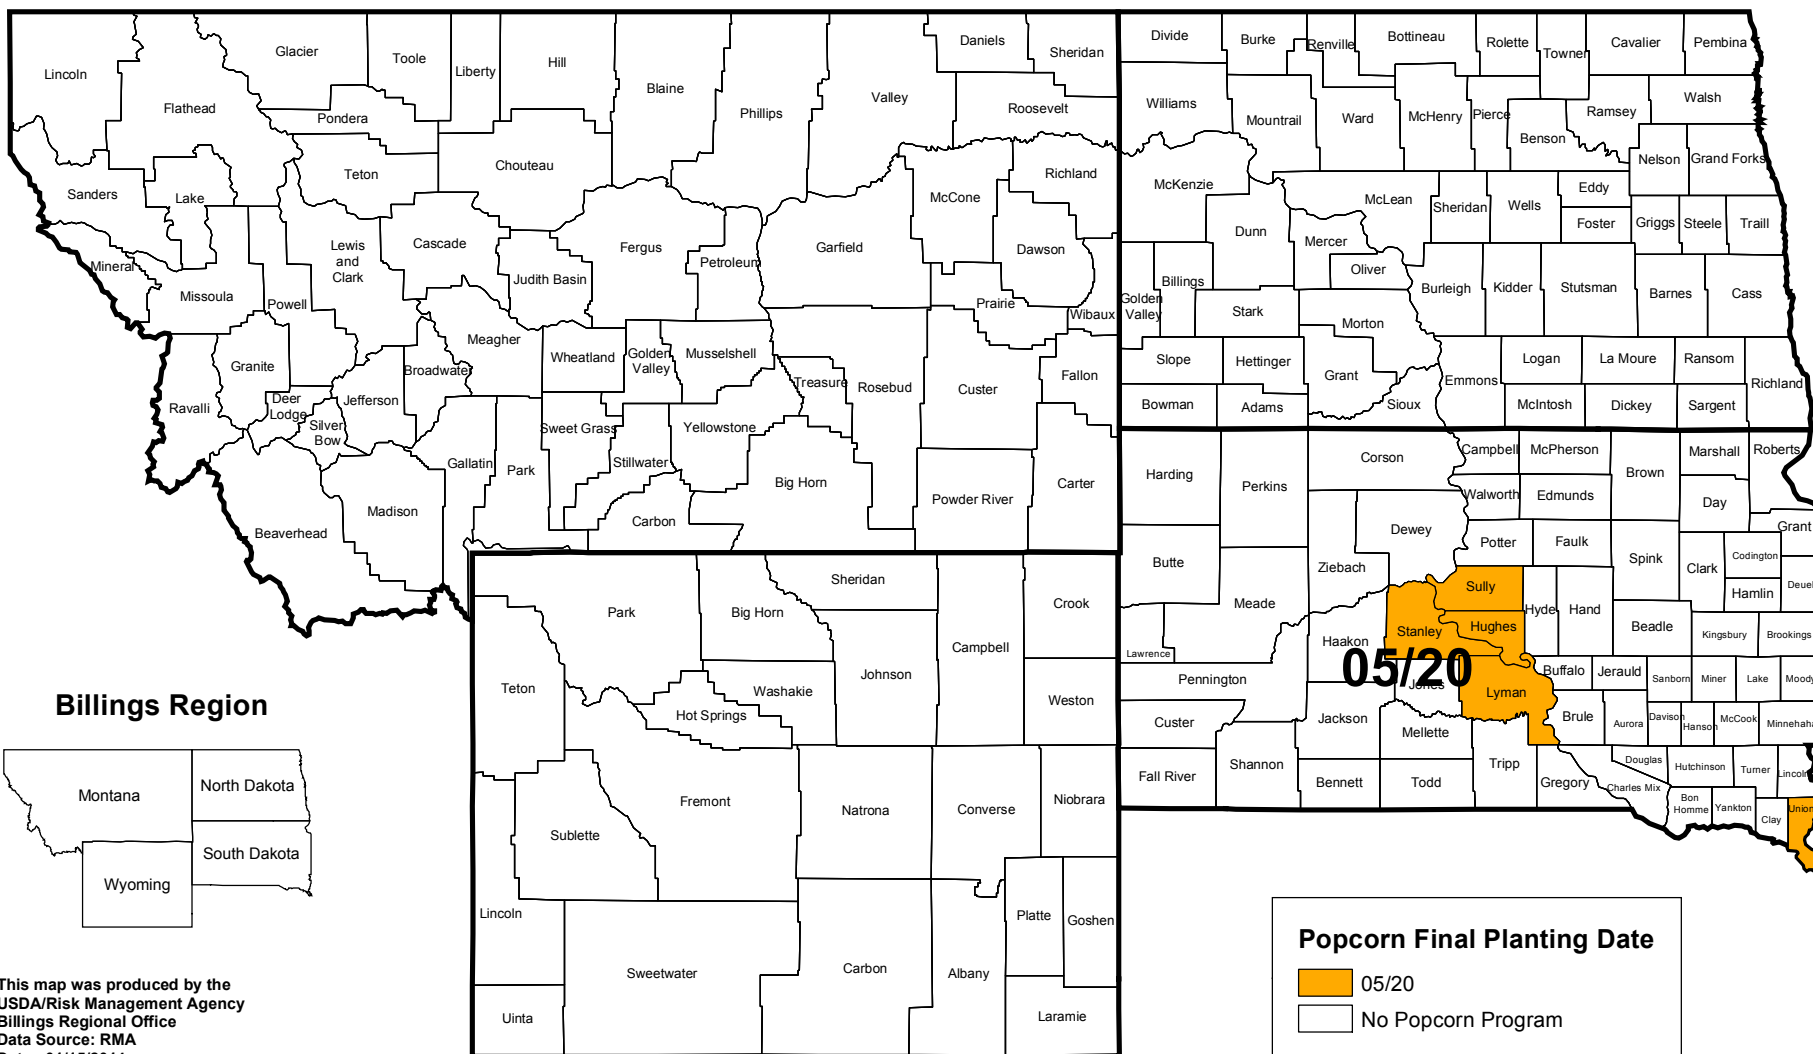 Lincoln
Flathead
Glacier
Toole
Liberty
Hill
Blaine
Phillips
Valley
Daniels
Sheridan
Roosevelt
Pondera
Chouteau
Teton
Sanders
Lake
McCone
Richland
Lewis
and
Clark
Cascade
Judith Basin
Fergus
Petroleum
Garfield
Dawson
Prairie
Wibaux
Mineral
Missoula
Powell
Granite
Deer
Lodge
Silver
Bow
Jefferson
Broadwater
Meagher
Wheatland
Golden
Valley
Musselshell
Treasure
Rosebud
Custer
Fallon
Ravalli
Gallatin
Park
Sweet Grass
Stillwater
Yellowstone
Carbon
Big Horn
Powder River
Carter
Madison
Beaverhead
Divide
Burke
Renville
Bottineau
Rolette
Towner
Cavalier
Pembina
Williams
Mountrail
Ward
McHenry
Pierce
Benson
Ramsey
Walsh
Nelson
Grand Forks
McKenzie
McLean
Sheridan
Wells
Eddy
Foster
Griggs
Steele
Traill
Dunn
Mercer
Oliver
Billings
Golden
Valley
Stark
Morton
Burleigh
Kidder
Stutsman
Barnes
Cass
Slope
Hettinger
Grant
Sioux
Emmons
Logan
La Moure
Ransom
Richland
Bowman
Adams
McIntosh
Dickey
Sargent
Harding
Perkins
Corson
Campbell
McPherson
Brown
Marshall
Roberts
Walworth
Edmunds
Day
Grant
Butte
Meade
Ziebach
Dewey
Potter
Faulk
Spink
Clark
Codington
Hamlin
Deuel
Sully
Hyde
Hand
Beadle
Kingsbury
Brookings
Lawrence
Haakon
Stanley
Hughes
05/20
Jones
Lyman
Buffalo
Jerauld
Sanborn
Miner
Lake
Moody
Pennington
Custer
Jackson
Mellette
Brule
Aurora
Davison
Hanson
McCook
Minnehaha
Fall River
Shannon
Bennett
Todd
Tripp
Gregory
Charles Mix
Douglas
Hutchinson
Turner
Lincoln
Bon
Homme
Yankton
Clay
Union
Park
Big Horn
Sheridan
Crook
Campbell
Johnson
Teton
Washakie
Hot Springs
Weston
Fremont
Natrona
Converse
Niobrara
Sublette
Lincoln
Platte
Goshen
Sweetwater
Carbon
Albany
Uinta
Laramie
Billings Region
Montana
North Dakota
South Dakota
Wyoming
This map was produced by the
USDA/Risk Management Agency
Billings Regional Office
Data Source: RMA
Popcorn Final Planting Date
05/20
No Popcorn Program